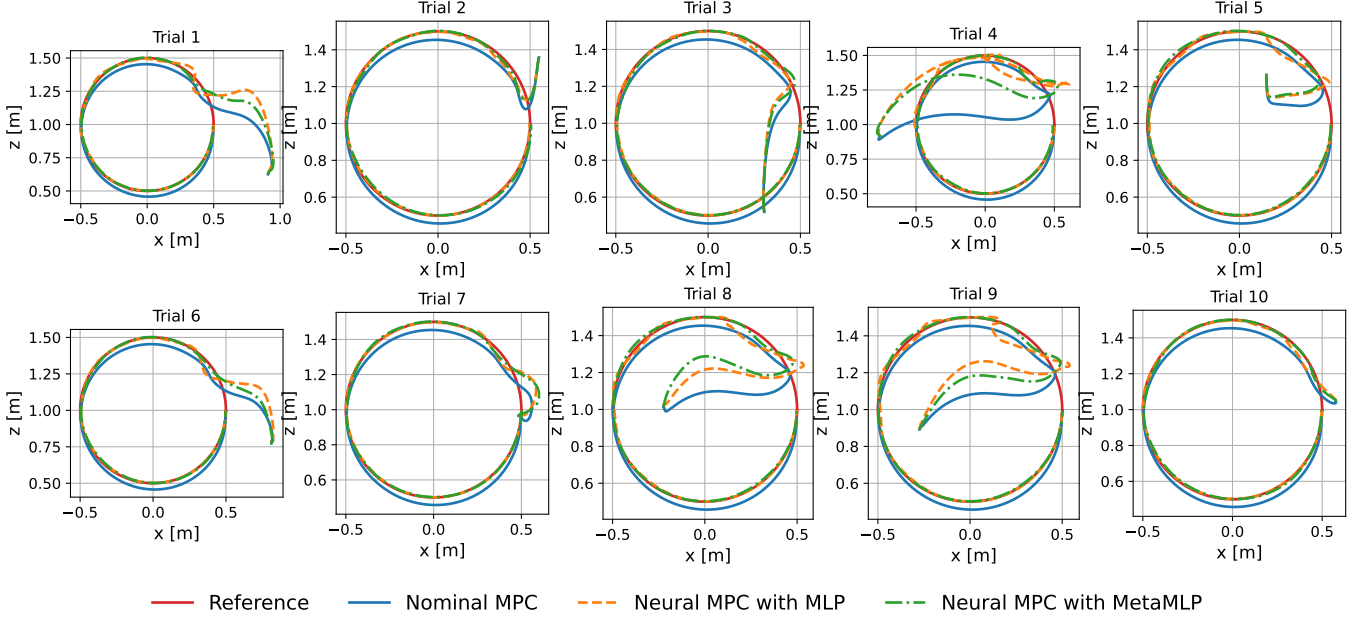 Trial 1
z [m]
1.50
1.25
1.00
0.75
0.50
−0.5
0.0
0.5
1.0
x [m]
Trial 2
z [m]
1.4
1.2
1.0
0.8
0.6
−0.5
0.0
0.5
x [m]
Trial 3
z [m]
1.4
1.2
1.0
0.8
0.6
−0.5
0.0
0.5
x [m]
Trial 4
z [m]
1.50
1.25
1.00
0.75
0.50
−0.5
0.0
0.5
x [m]
Trial 5
z [m]
1.4
1.2
1.0
0.8
0.6
−0.5
0.0
0.5
x [m]
Trial 6
z [m]
1.50
1.25
1.00
0.75
0.50
−0.5
0.0
0.5
x [m]
Trial 7
z [m]
1.4
1.2
1.0
0.8
0.6
−0.5
0.0
0.5
x [m]
Trial 8
z [m]
1.4
1.2
1.0
0.8
0.6
−0.5
0.0
0.5
x [m]
Trial 9
z [m]
1.4
1.2
1.0
0.8
0.6
−0.5
0.0
0.5
x [m]
Trial 10
z [m]
1.4
1.2
1.0
0.8
0.6
−0.5
0.0
0.5
x [m]
Reference
Nominal MPC
Neural MPC with MLP
Neural MPC with MetaMLP